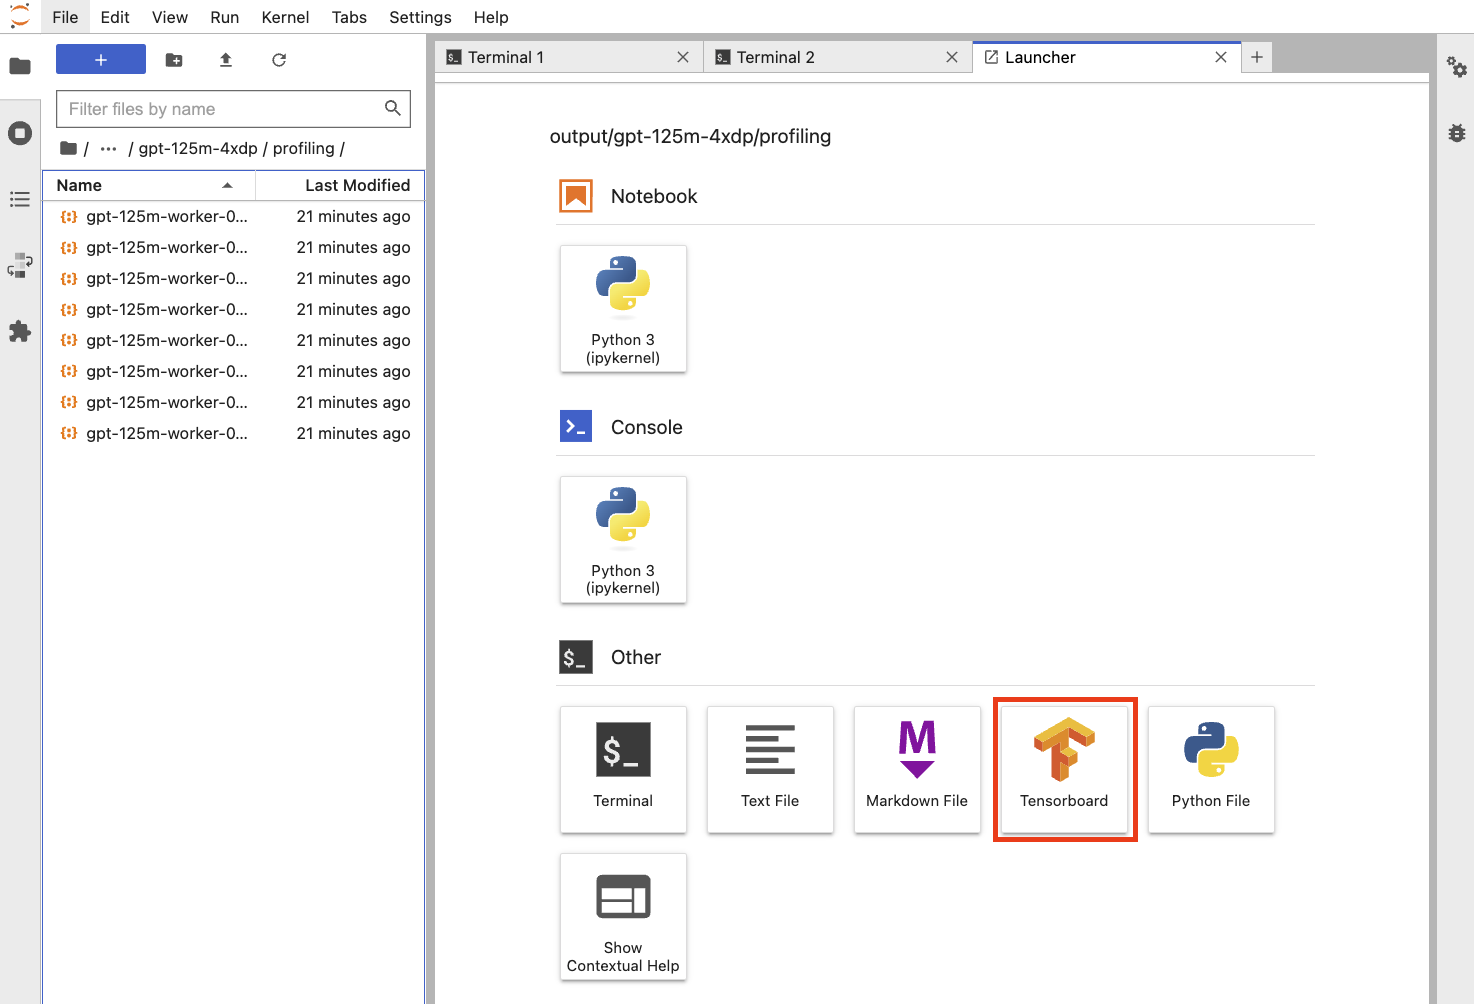 File Edit View Run Kernel Tabs Settings Help
+
Filter files by name
/ ··· / gpt-125m-4xdp / profiling /
Name Last Modified
gpt-125m-worker-0... 21 minutes ago
gpt-125m-worker-0... 21 minutes ago
gpt-125m-worker-0... 21 minutes ago
gpt-125m-worker-0... 21 minutes ago
gpt-125m-worker-0... 21 minutes ago
gpt-125m-worker-0... 21 minutes ago
gpt-125m-worker-0... 21 minutes ago
gpt-125m-worker-0... 21 minutes ago
Terminal 1 Terminal 2 Launcher +
output/gpt-125m-4xdp/profiling
Notebook
Python 3
(ipykernel)
Console
Python 3
(ipykernel)
$_ Other
$_ M
Terminal Text File Markdown File Tensorboard Python File
Show
Contextual Help